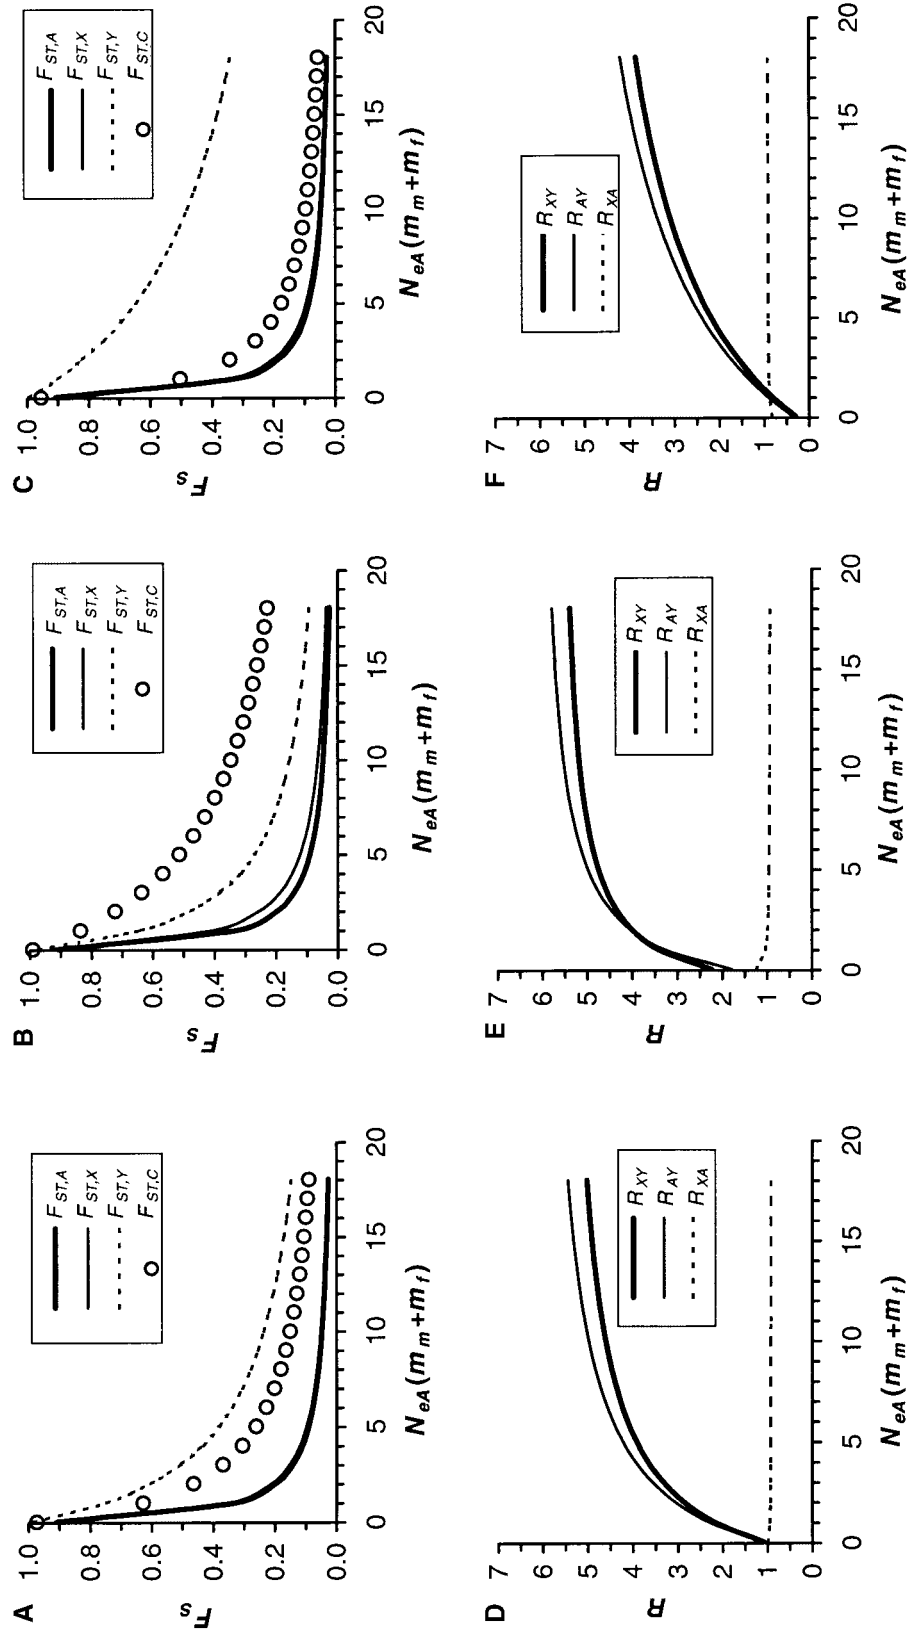 A
1.0
0.8
0.6
0.4
0.2
0.0
F_S
0 5 10 15 20
N_eA (m_m + m_f)
F_ST,A
F_ST,X
F_ST,Y
F_ST,C
B
1.0
0.8
0.6
0.4
0.2
0.0
F_S
0 5 10 15 20
N_eA (m_m + m_f)
F_ST,A
F_ST,X
F_ST,Y
F_ST,C
C
1.0
0.8
0.6
0.4
0.2
0.0
F_S
0 5 10 15 20
N_eA (m_m + m_f)
F_ST,A
F_ST,X
F_ST,Y
F_ST,C
D
7
6
5
4
3
2
1
0
R
0 5 10 15 20
N_eA (m_m + m_f)
R_XY
R_AY
R_XA
E
7
6
5
4
3
2
1
0
R
0 5 10 15 20
N_eA (m_m + m_f)
R_XY
R_AY
R_XA
F
7
6
5
4
3
2
1
0
R
0 5 10 15 20
N_eA (m_m + m_f)
R_XY
R_AY
R_XA